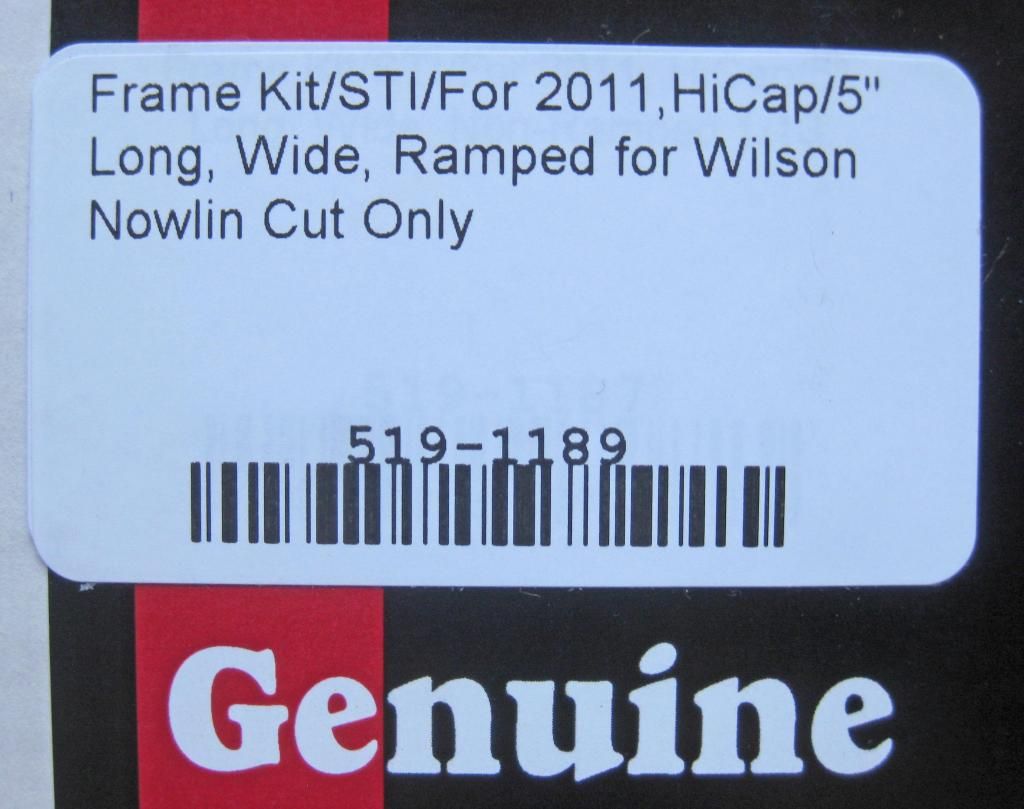 Frame Kit/STI/For 2011,HiCap/5"
Long, Wide, Ramped for Wilson
Nowlin Cut Only
519-1189
Genuine